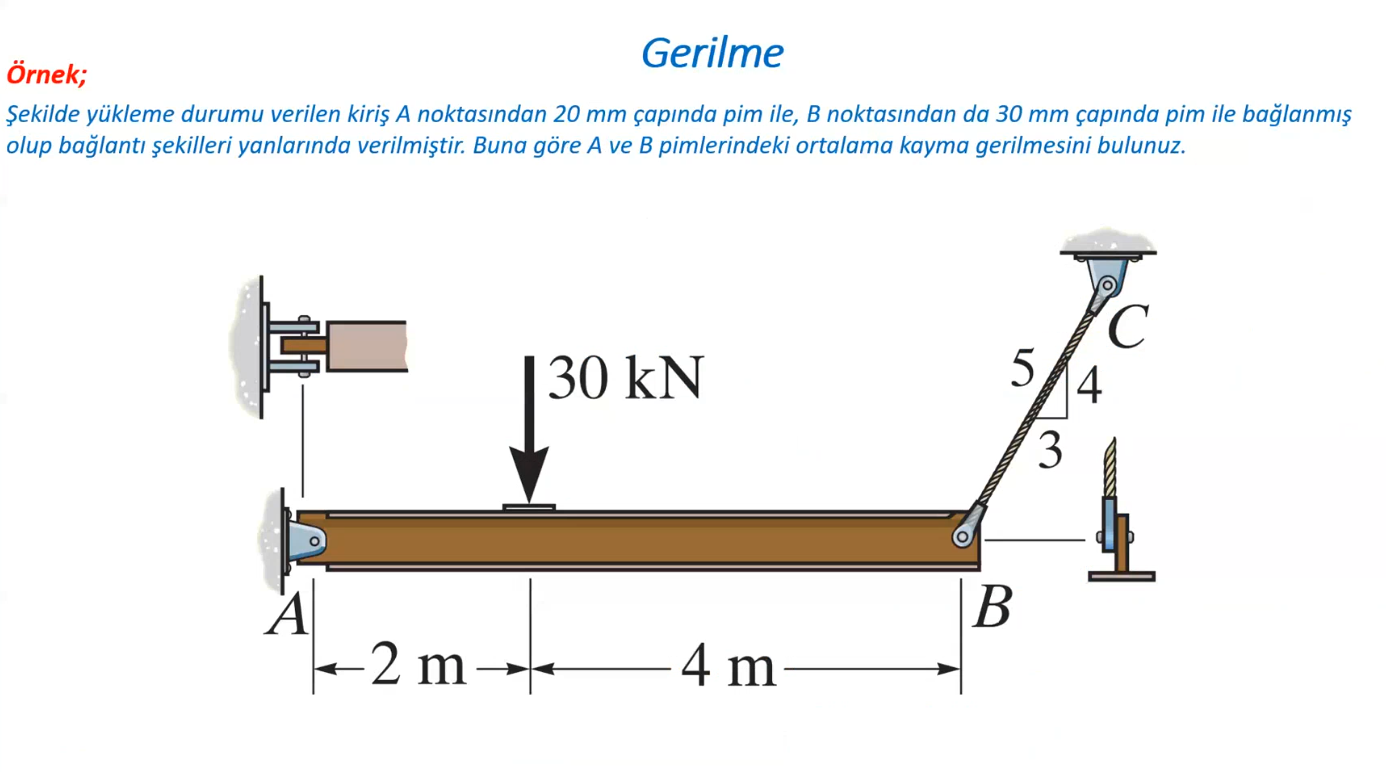 Gerilme
Örnek;
Şekilde yükleme durumu verilen kiriş A noktasından 20 mm çapında pim ile, B noktasından da 30 mm çapında pim ile bağlanmış
olup bağlantı şekilleri yanlarında verilmiştir. Buna göre A ve B pimlerindeki ortalama kayma gerilmesini bulunuz.
C
30 kN
5
4
3
A
B
2 m
4 m